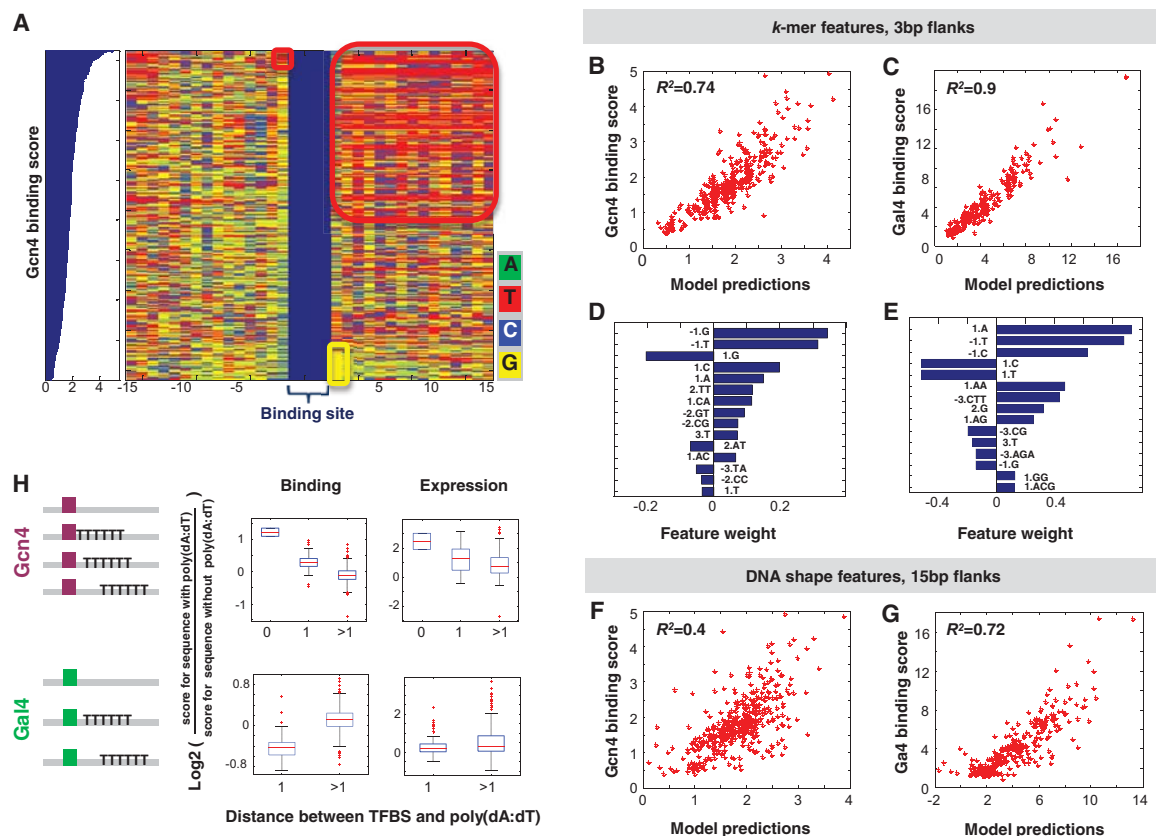 A
Gcn4 binding score
0 2 4
-15 -10 -5 5 10 15
Binding site
A
T
C
G
k-mer features, 3bp flanks
B
R²=0.74
Gcn4 binding score
5
4
3
2
1
0
0 1 2 3 4
Model predictions
C
R²=0.9
Gal4 binding score
16
12
8
4
0
0 4 8 12 16
Model predictions
D
-1.G
-1.T
1.G
1.C
1.A
2.TT
1.CA
-2.GT
-2.CG
3.T
2.AT
1.AC
-3.TA
-2.CC
1.T
-0.2 0 0.2
Feature weight
E
1.A
-1.T
-1.C
1.C
1.T
1.AA
-3.CTT
2.G
1.AG
-3.CG
3.T
-3.AGA
-1.G
1.GG
1.ACG
-0.4 0 0.4
Feature weight
DNA shape features, 15bp flanks
F
R²=0.4
Gcn4 binding score
5
4
3
2
1
0
0 1 2 3 4
Model predictions
G
R²=0.72
Ga4 binding score
16
12
8
4
0
-2 2 6 10 14
Model predictions
H
Gcn4
TTTTTTT
TTTTTTT
TTTTTTT
Gal4
TTTTTTT
TTTTTTT
Log2 ( score for sequence with poly(dA:dT)
score for sequence without poly(dA:dT) )
Binding
1
0
-1
0 1 >1
Expression
2
0
-2
0 1 >1
0.8
0
-0.8
1 >1
2
0
1 >1
Distance between TFBS and poly(dA:dT)